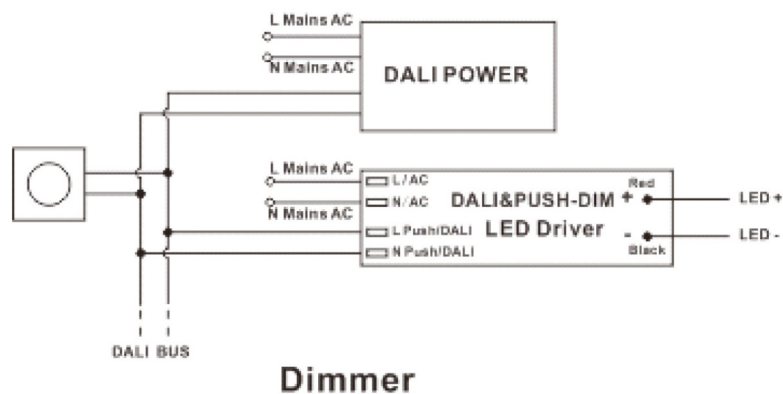 L Mains AC
N Mains AC
DALI POWER
L Mains AC
N Mains AC
L/AC
N/AC
L Push/DALI
N Push/DALI
DALI&PUSH-DIM
LED Driver
Red
+
-
Black
LED +
LED -
DALI BUS
Dimmer